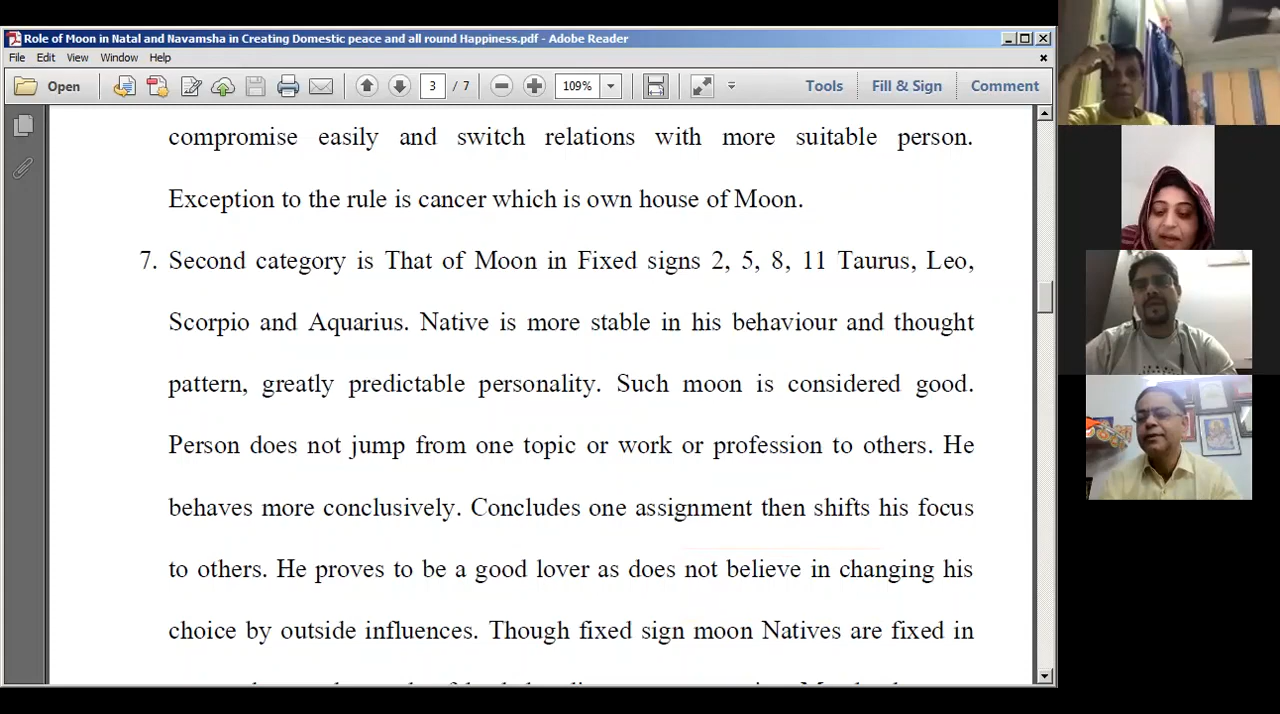 Role of Moon in Natal and Navamsha in Creating Domestic peace and all round Happiness.pdf - Adobe Reader
File Edit View Window Help
Open 3 / 7 109% Tools Fill & Sign Comment
compromise easily and switch relations with more suitable person.
Exception to the rule is cancer which is own house of Moon.
7. Second category is That of Moon in Fixed signs 2, 5, 8, 11 Taurus, Leo,
Scorpio and Aquarius. Native is more stable in his behaviour and thought
pattern, greatly predictable personality. Such moon is considered good.
Person does not jump from one topic or work or profession to others. He
behaves more conclusively. Concludes one assignment then shifts his focus
to others. He proves to be a good lover as does not believe in changing his
choice by outside influences. Though fixed sign moon Natives are fixed in